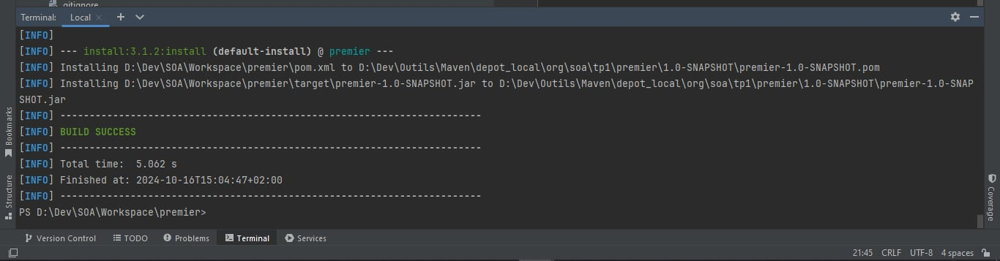 .gitignore
Terminal: Local × +
[INFO]
[INFO] --- install:3.1.2:install (default-install) @ premier ---
[INFO] Installing D:\Dev\SOA\Workspace\premier\pom.xml to D:\Dev\Outils\Maven\depot_local\org\soa\tp1\premier\1.0-SNAPSHOT\premier-1.0-SNAPSHOT.pom
[INFO] Installing D:\Dev\SOA\Workspace\premier\target\premier-1.0-SNAPSHOT.jar to D:\Dev\Outils\Maven\depot_local\org\soa\tp1\premier\1.0-SNAPSHOT\premier-1.0-SNAP
SHOT.jar
[INFO] ------------------------------------------------------------------------
[INFO] BUILD SUCCESS
[INFO] ------------------------------------------------------------------------
[INFO] Total time:  5.062 s
[INFO] Finished at: 2024-10-16T15:04:47+02:00
[INFO] ------------------------------------------------------------------------
PS D:\Dev\SOA\Workspace\premier>
Bookmarks
Structure
Coverage
Version Control TODO Problems Terminal Services
21:45 CRLF UTF-8 4 spaces